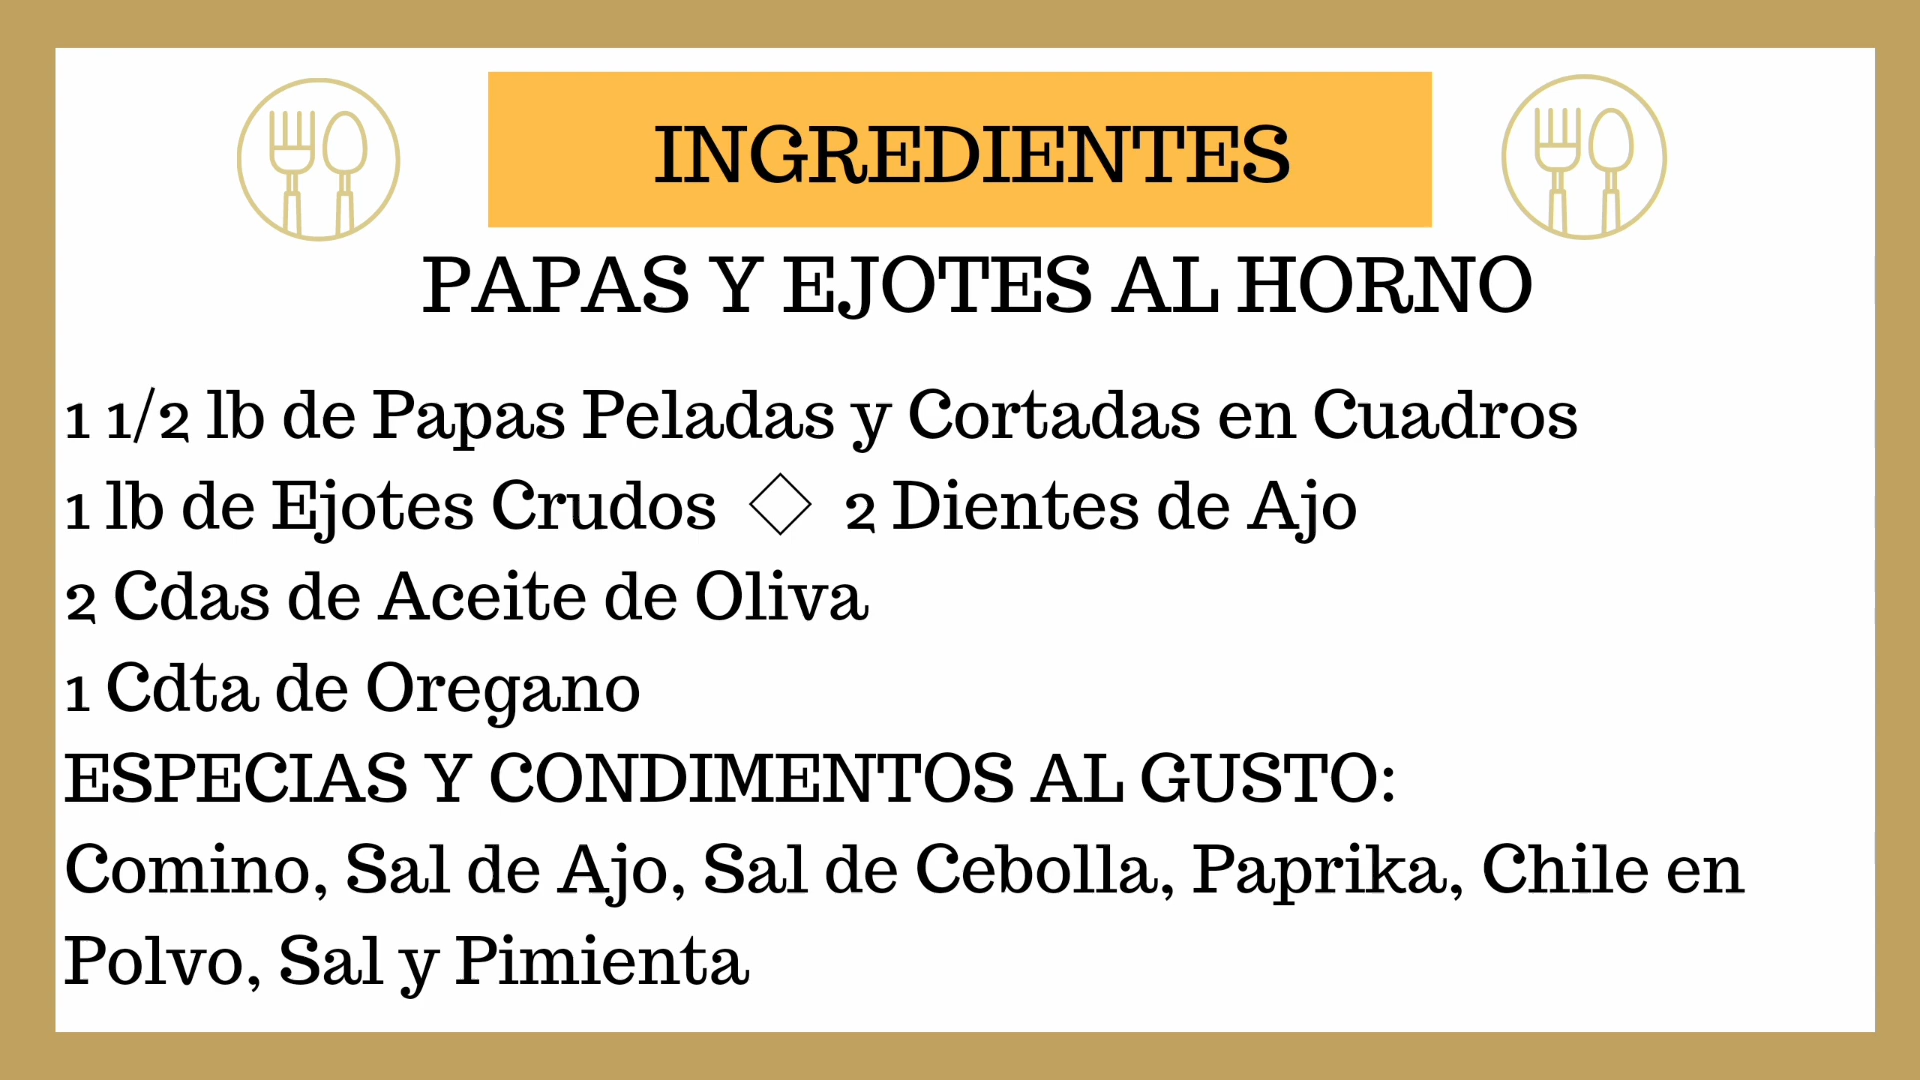 INGREDIENTES
PAPAS Y EJOTES AL HORNO
1 1/2 lb de Papas Peladas y Cortadas en Cuadros
1 lb de Ejotes Crudos ◇ 2 Dientes de Ajo
2 Cdas de Aceite de Oliva
1 Cdta de Oregano
ESPECIAS Y CONDIMENTOS AL GUSTO:
Comino, Sal de Ajo, Sal de Cebolla, Paprika, Chile en
Polvo, Sal y Pimienta